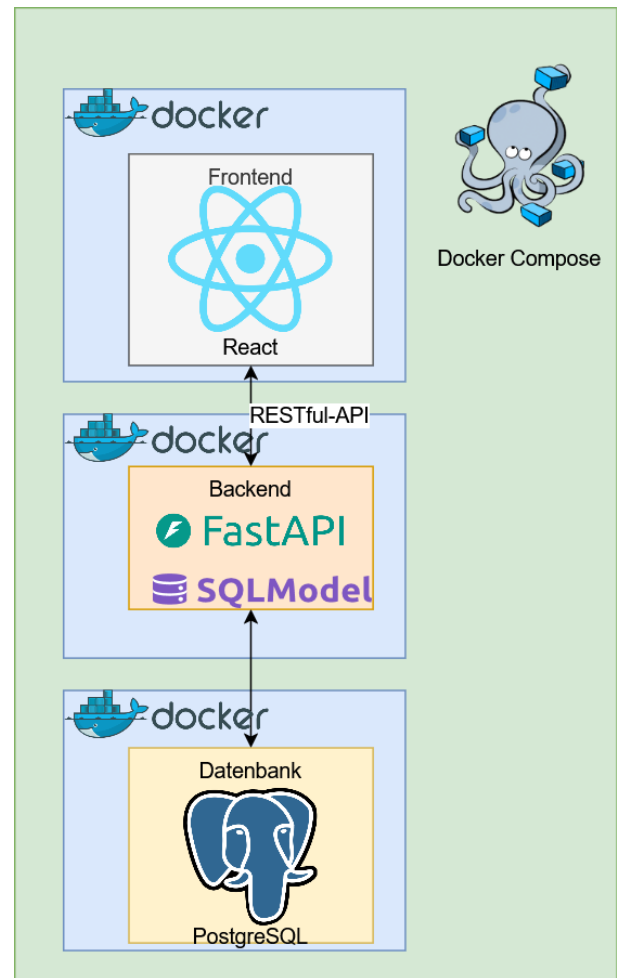 docker
Frontend
React
Docker Compose
RESTful-API
docker
Backend
FastAPI
SQLModel
docker
Datenbank
PostgreSQL